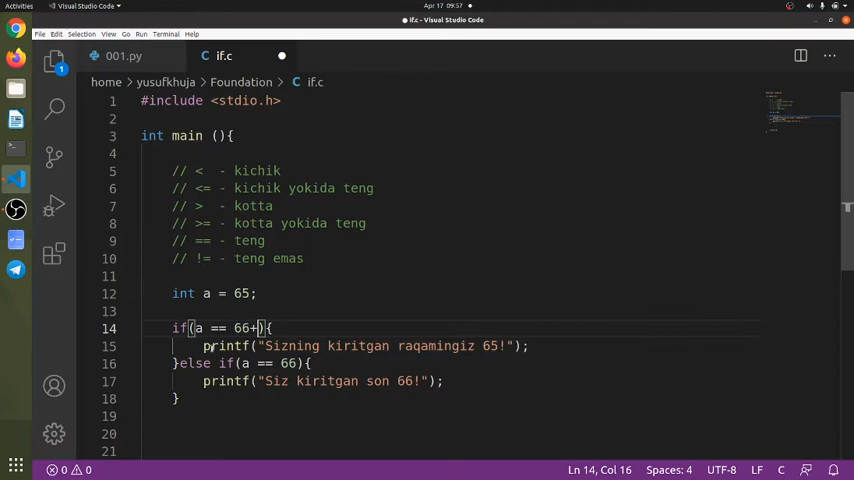 Activities Visual Studio Code Apr 17 09:57
if.c - Visual Studio Code
File Edit Selection View Go Run Terminal Help
001.py if.c
home yusufkhuja Foundation if.c
1 #include <stdio.h>
2
3 int main (){
4
5 // < - kichik
6 // <= - kichik yokida teng
7 // > - kotta
8 // >= - kotta yokida teng
9 // == - teng
10 // != - teng emas
11
12 int a = 65;
13
14 if(a == 66+){
15 printf("Sizning kiritgan raqamingiz 65!");
16 }else if(a == 66){
17 printf("Siz kiritgan son 66!");
18 }
19
20
21
1
0 0 Ln 14, Col 16 Spaces: 4 UTF-8 LF C